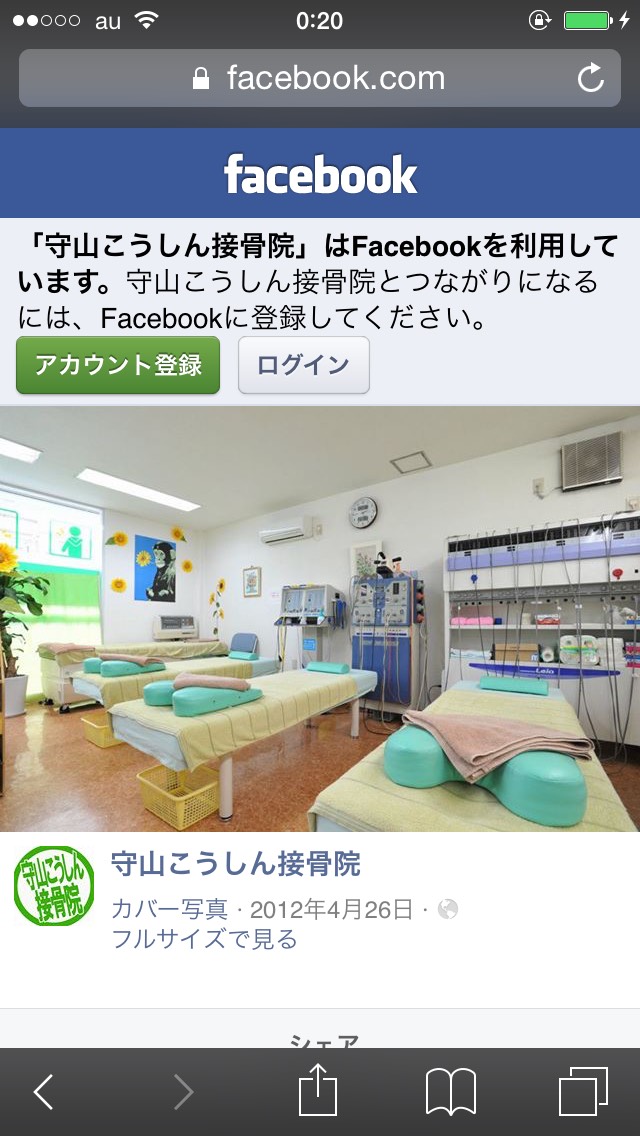 au 0:20
facebook.com
facebook
「守山こうしん接骨院」はFacebookを利用して
います。守山こうしん接骨院とつながりになる
には、Facebookに登録してください。
アカウント登録 ログイン
守山こうしん
接骨院
守山こうしん接骨院
カバー写真 · 2012年4月26日 ·
フルサイズで見る
シェア